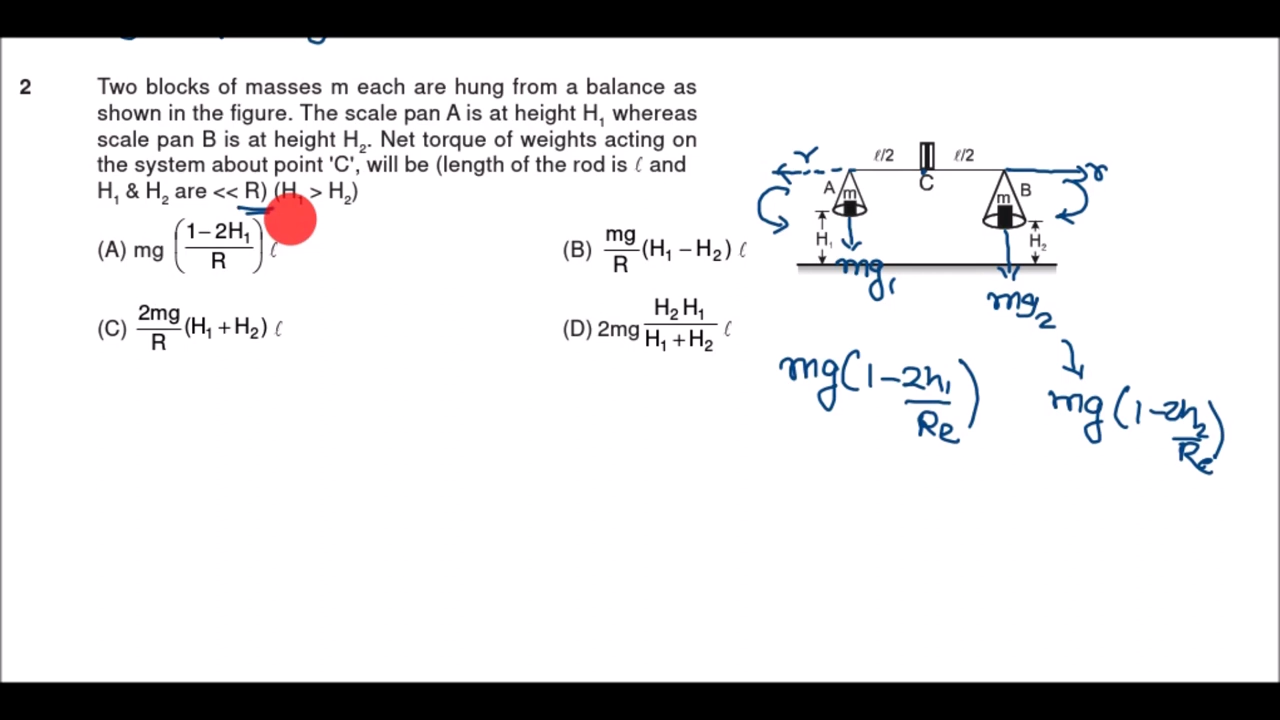 2 Two blocks of masses m each are hung from a balance as
shown in the figure. The scale pan A is at height H₁ whereas
scale pan B is at height H₂. Net torque of weights acting on
the system about point 'C', will be (length of the rod is ℓ and
H₁ & H₂ are << R) (H₁ > H₂)
(A) mg (1–2H₁/R) ℓ
(B) mg/R (H₁ – H₂) ℓ
(C) 2mg/R (H₁ + H₂) ℓ
(D) 2mg H₂ H₁/H₁ + H₂ ℓ
r ℓ/2 ℓ/2 r
C
A m m B
H₁ H₂
mg₁ mg₂
mg(1–2h₁/Re) mg(1–2h₂/Re)